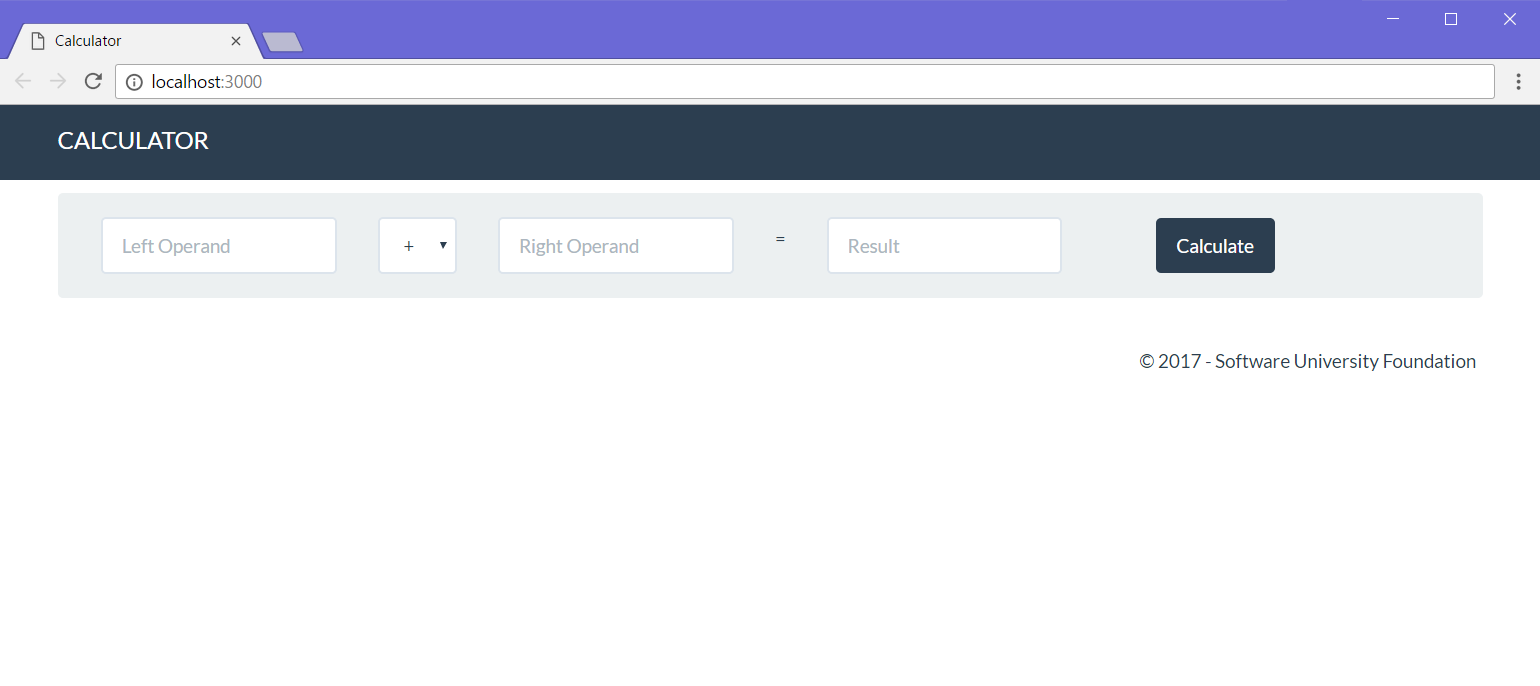 Calculator
localhost:3000
CALCULATOR
Left Operand + Right Operand = Result Calculate
© 2017 - Software University Foundation